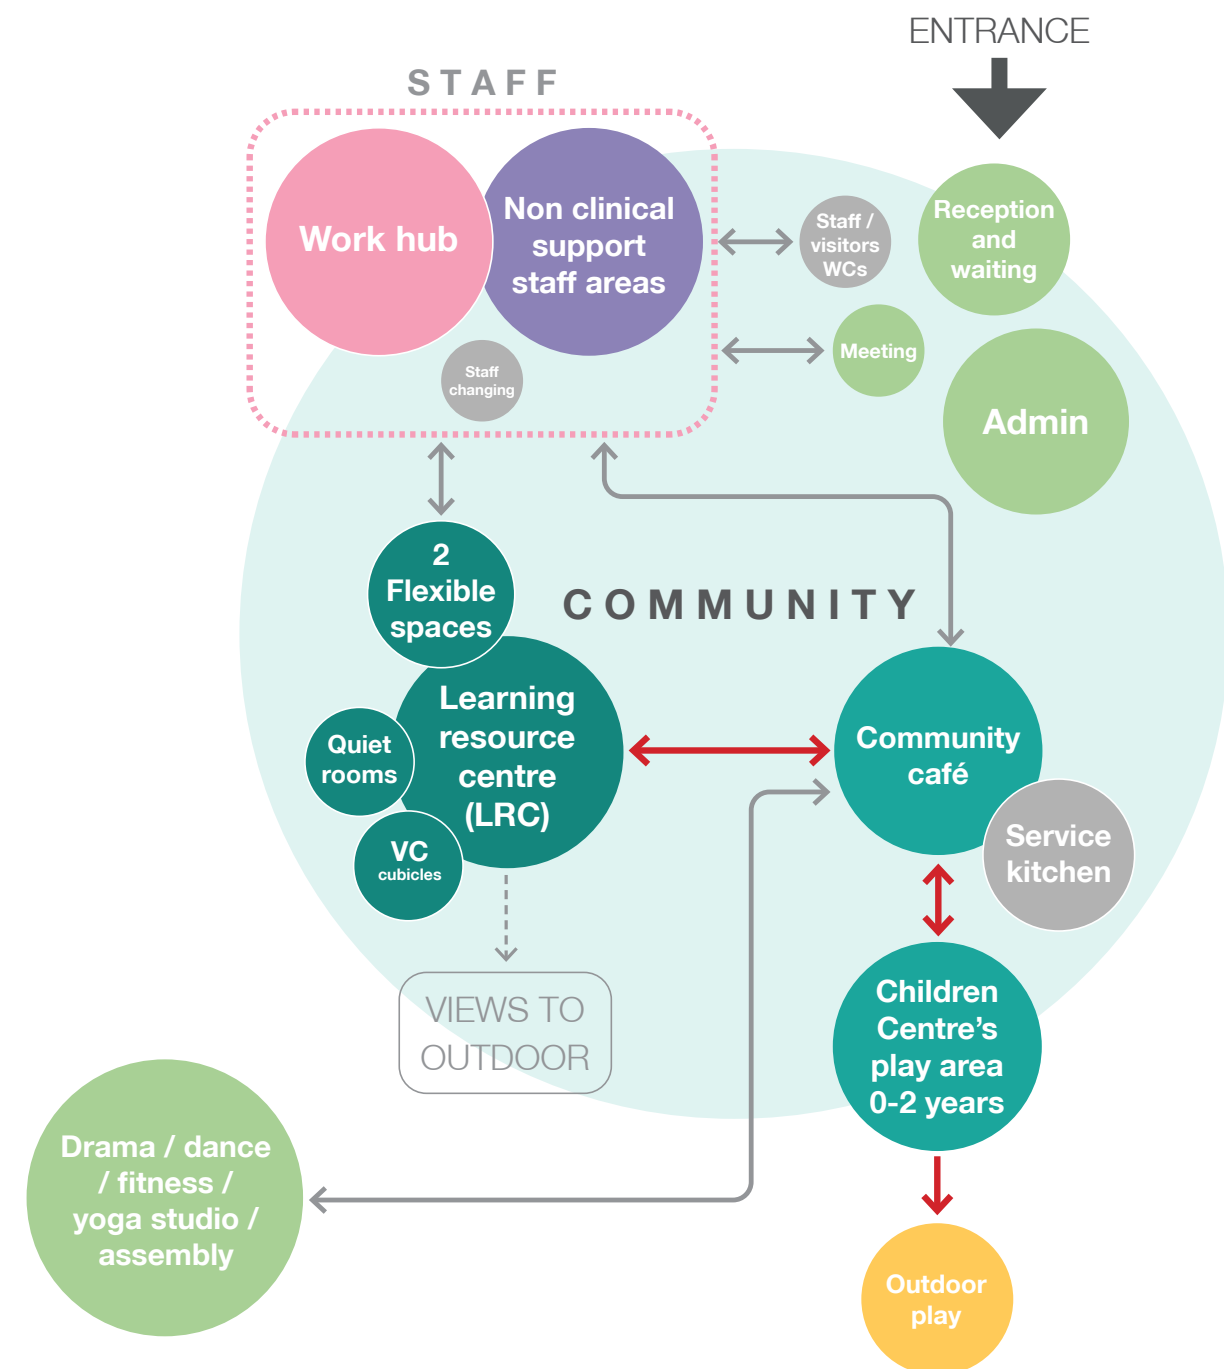 ENTRANCE
STAFF
Work hub
Non clinical
support
staff areas
Staff /
visitors
WCs
Reception
and
waiting
Meeting
Staff
changing
Admin
2
Flexible
spaces
COMMUNITY
Learning
resource
centre
(LRC)
Quiet
rooms
VC
cubicles
Community
café
Service
kitchen
VIEWS TO
OUTDOOR
Children
Centre’s
play area
0-2 years
Drama / dance
/ fitness /
yoga studio /
assembly
Outdoor
play